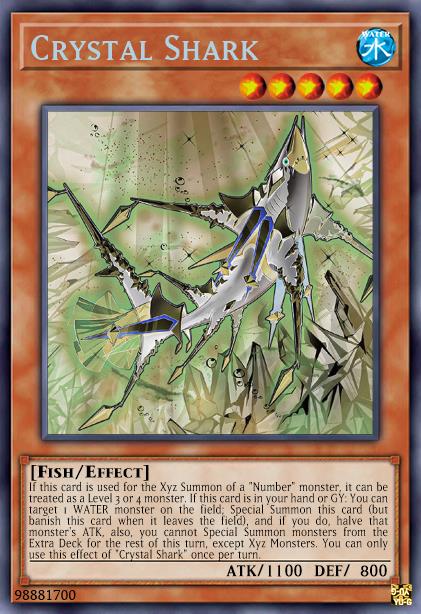 Crystal Shark
WATER
水
[Fish/Effect]
If this card is used for the Xyz Summon of a "Number" monster, it can be
treated as a Level 3 or 4 monster. If this card is in your hand or GY: You can
target 1 WATER monster on the field; Special Summon this card (but
banish this card when it leaves the field), and if you do, halve that
monster's ATK, also, you cannot Special Summon monsters from the
Extra Deck for the rest of this turn, except Xyz Monsters. You can only
use this effect of "Crystal Shark" once per turn.
ATK/1100 DEF/ 800
98881700